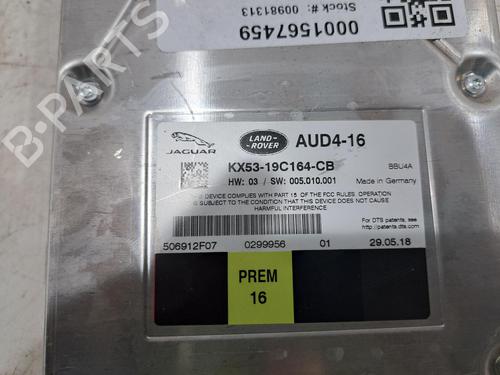 0001567459
Stock #: 00981313
B-PARTS
JAGUAR
LAND ROVER
AUD4-16
KX53-19C164-CB
BBU4A
HW: 03 / SW: 005.010.001
Made in Germany
DEVICE COMPLIES WITH PART 15 OF THE FCC RULES. OPERATION
IS SUBJECT TO THE CONDITION THAT THIS DEVICE DOES NOT CAUSE
HARMFUL INTERFERENCE
For DTS patents, see
http://patents.dts.com
506912F07
0299956
01
29.05.18
PREM
16